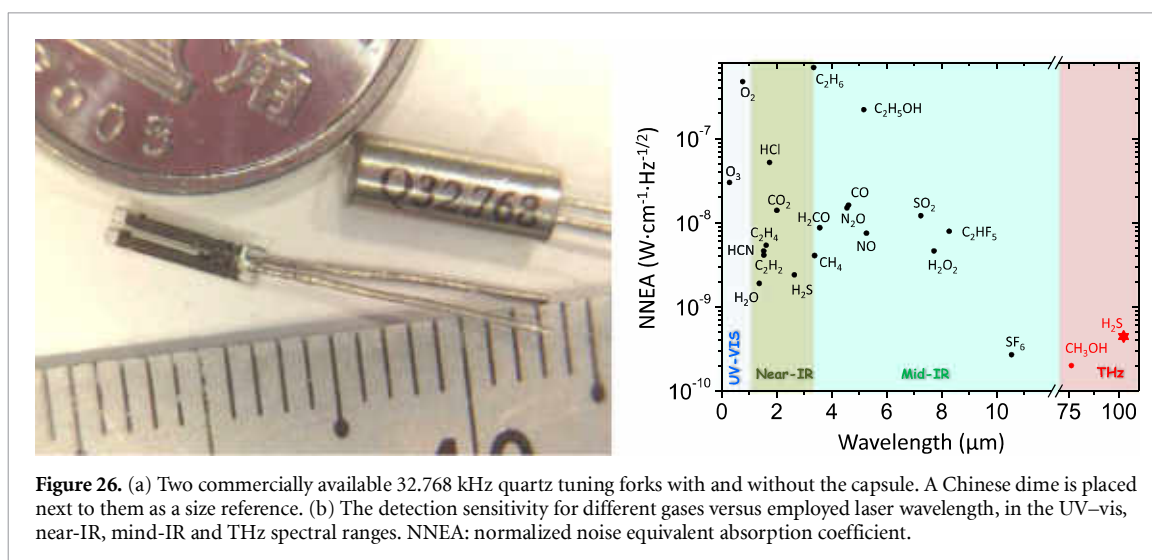 Q32.768
10
NNEA (W·cm⁻¹·Hz⁻¹ᐟ²)
10⁻⁷
10⁻⁸
10⁻⁹
10⁻¹⁰
O₂
C₂H₆
C₂H₅OH
HCl
O₃
CO₂
CO
H₂CO
N₂O
SO₂
C₂H₄
NO
C₂HF₅
HCN
C₂H₂
CH₄
H₂O₂
H₂O
H₂S
H₂S
SF₆
CH₃OH
UV-VIS
Near-IR
Mid-IR
THz
0 2 4 6 8 10 75 100
Wavelength (μm)
Figure 26. (a) Two commercially available 32.768 kHz quartz tuning forks with and without the capsule. A Chinese dime is placed
next to them as a size reference. (b) The detection sensitivity for different gases versus employed laser wavelength, in the UV–vis,
near-IR, mind-IR and THz spectral ranges. NNEA: normalized noise equivalent absorption coefficient.